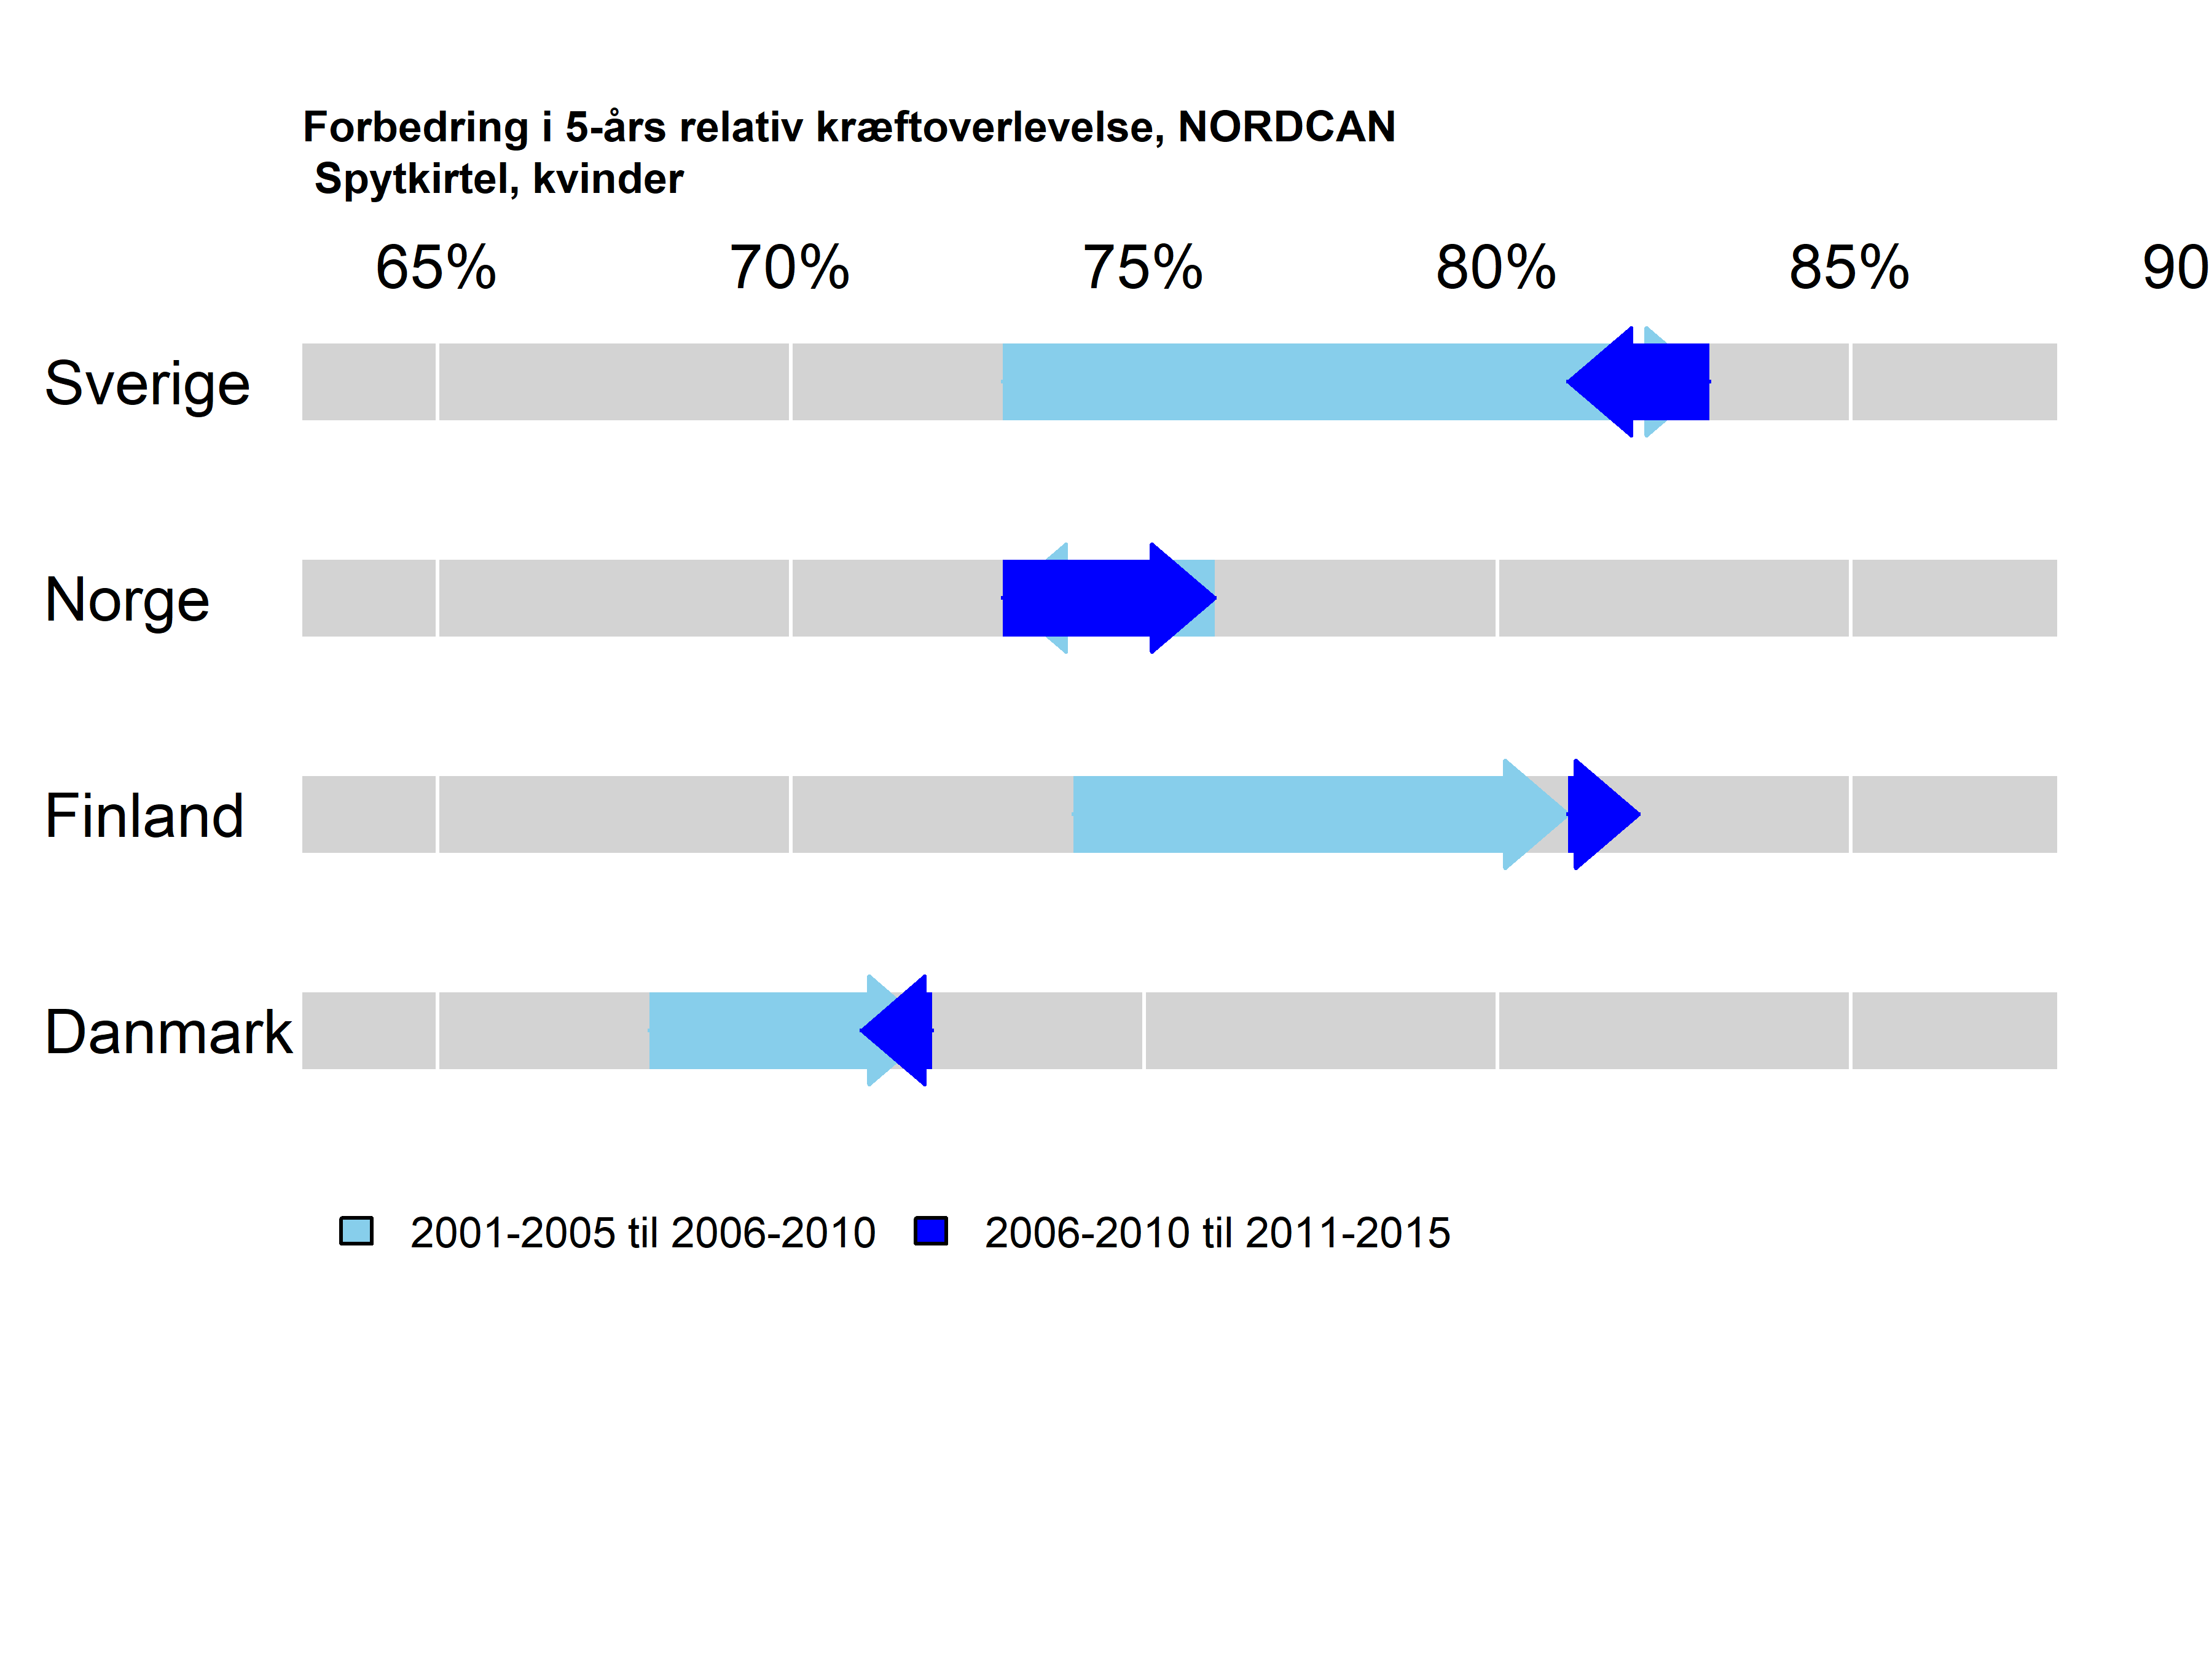 Forbedring i 5-års relativ kræftoverlevelse, NORDCAN
Spytkirtel, kvinder
65% 70% 75% 80% 85% 90
Sverige
Norge
Finland
Danmark
2001-2005 til 2006-2010 2006-2010 til 2011-2015